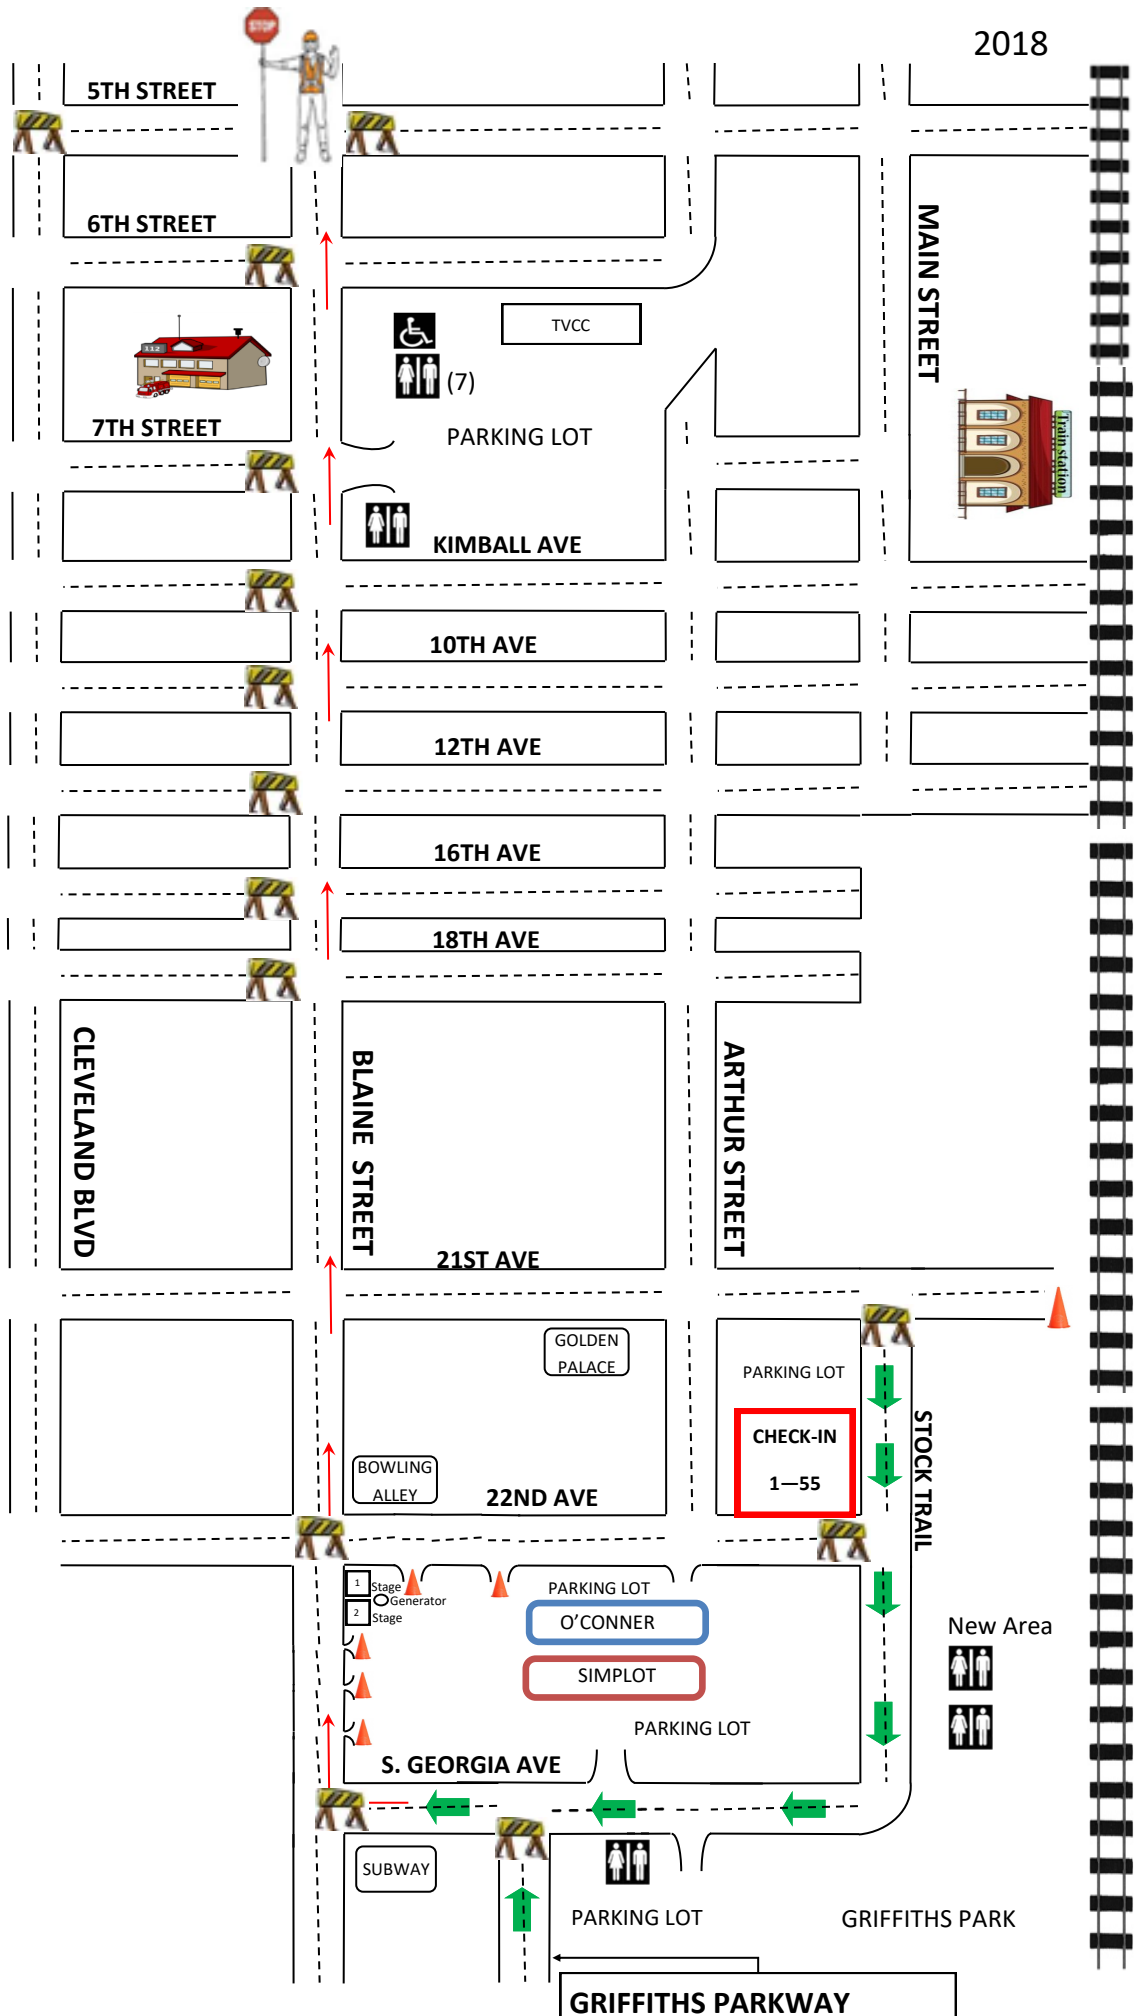 2018
STOP
5TH STREET
6TH STREET
MAIN STREET
TVCC
112
(7)
7TH STREET
PARKING LOT
Train station
KIMBALL AVE
10TH AVE
12TH AVE
16TH AVE
18TH AVE
CLEVELAND BLVD
BLAINE STREET
ARTHUR STREET
21ST AVE
GOLDEN
PALACE
PARKING LOT
CHECK-IN
1—55
STOCK TRAIL
BOWLING
ALLEY
22ND AVE
1
Stage
Generator
2
Stage
PARKING LOT
O'CONNER
SIMPLOT
New Area
PARKING LOT
S. GEORGIA AVE
SUBWAY
PARKING LOT
GRIFFITHS PARK
GRIFFITHS PARKWAY